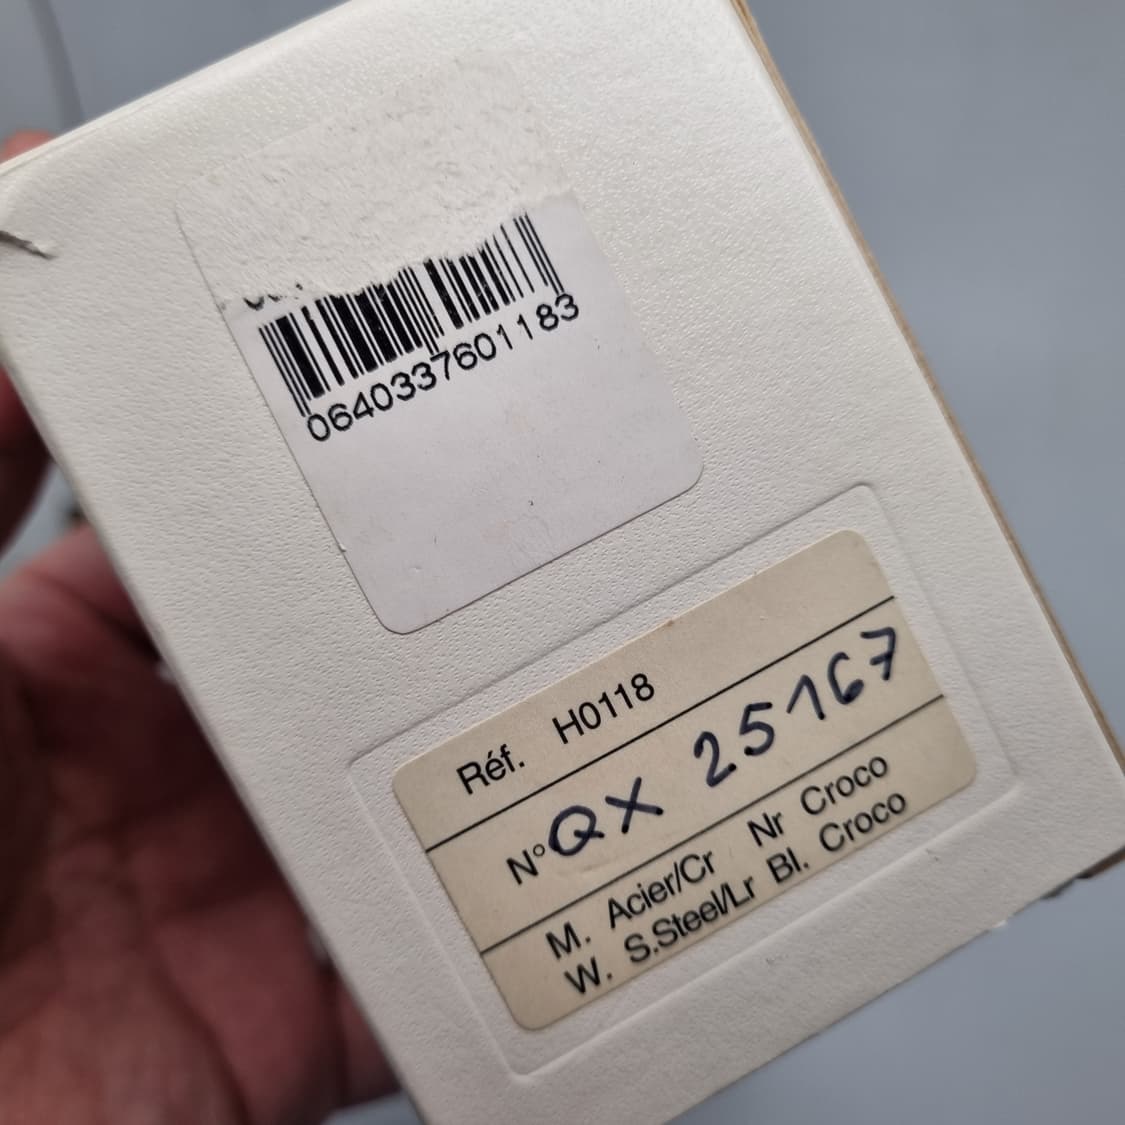 0640337601183
Réf. H0118
N° QX 25167
M. Acier/Cr Nr Croco
W. S.Steel/Lr Bl. Croco